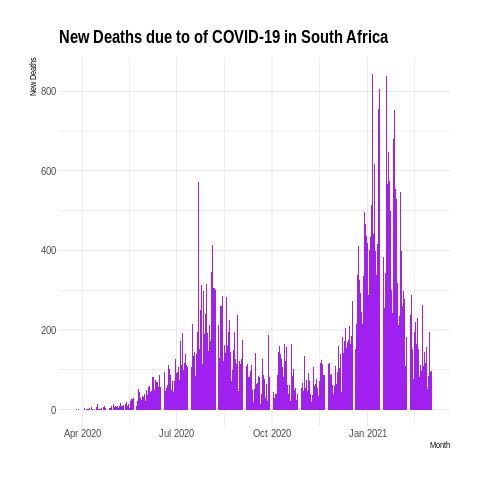 New Deaths due to of COVID-19 in South Africa
New Deaths
800
600
400
200
0
Apr 2020 Jul 2020 Oct 2020 Jan 2021
Month